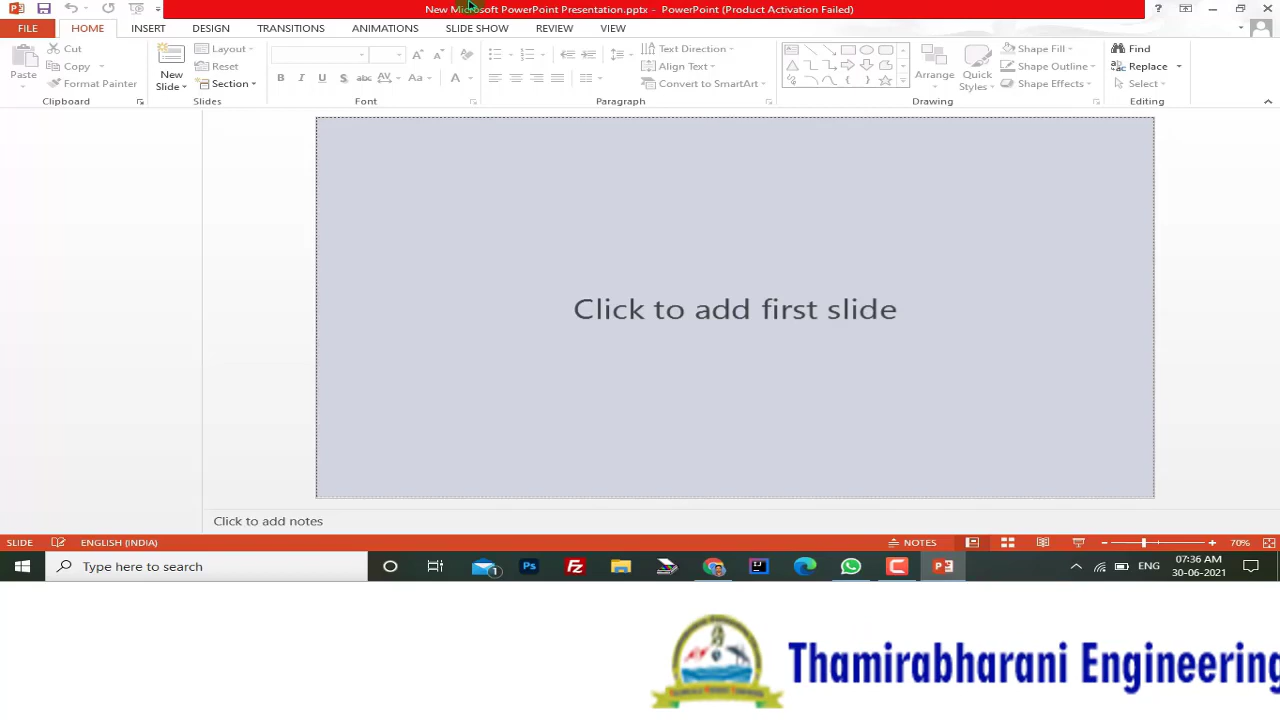 New Microsoft PowerPoint Presentation.pptx - PowerPoint (Product Activation Failed)
FILE HOME INSERT DESIGN TRANSITIONS ANIMATIONS SLIDE SHOW REVIEW VIEW
Paste
Cut
Copy
Format Painter
Clipboard
New
Slide
Layout
Reset
Section
Slides
Font
Text Direction
Align Text
Convert to SmartArt
Paragraph
Arrange
Quick
Styles
Shape Fill
Shape Outline
Shape Effects
Drawing
Find
Replace
Select
Editing
Click to add first slide
Click to add notes
SLIDE ENGLISH (INDIA) NOTES 70%
Type here to search
ENG
07:36 AM
30-06-2021
Thamirabharani Engineering